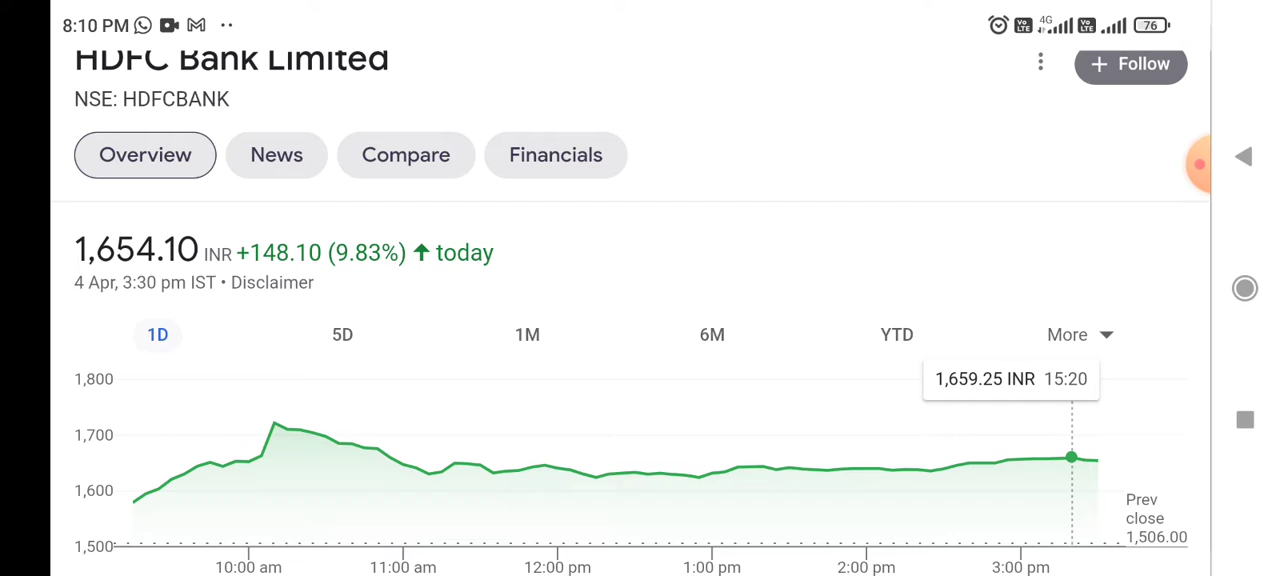 8:10 PM
4G
76
HDFC Bank Limited
Follow
NSE: HDFCBANK
Overview
News
Compare
Financials
1,654.10 INR +148.10 (9.83%) today
4 Apr, 3:30 pm IST • Disclaimer
1D
5D
1M
6M
YTD
More
1,659.25 INR 15:20
1,800
1,700
1,600
1,500
Prev
close
1,506.00
10:00 am
11:00 am
12:00 pm
1:00 pm
2:00 pm
3:00 pm